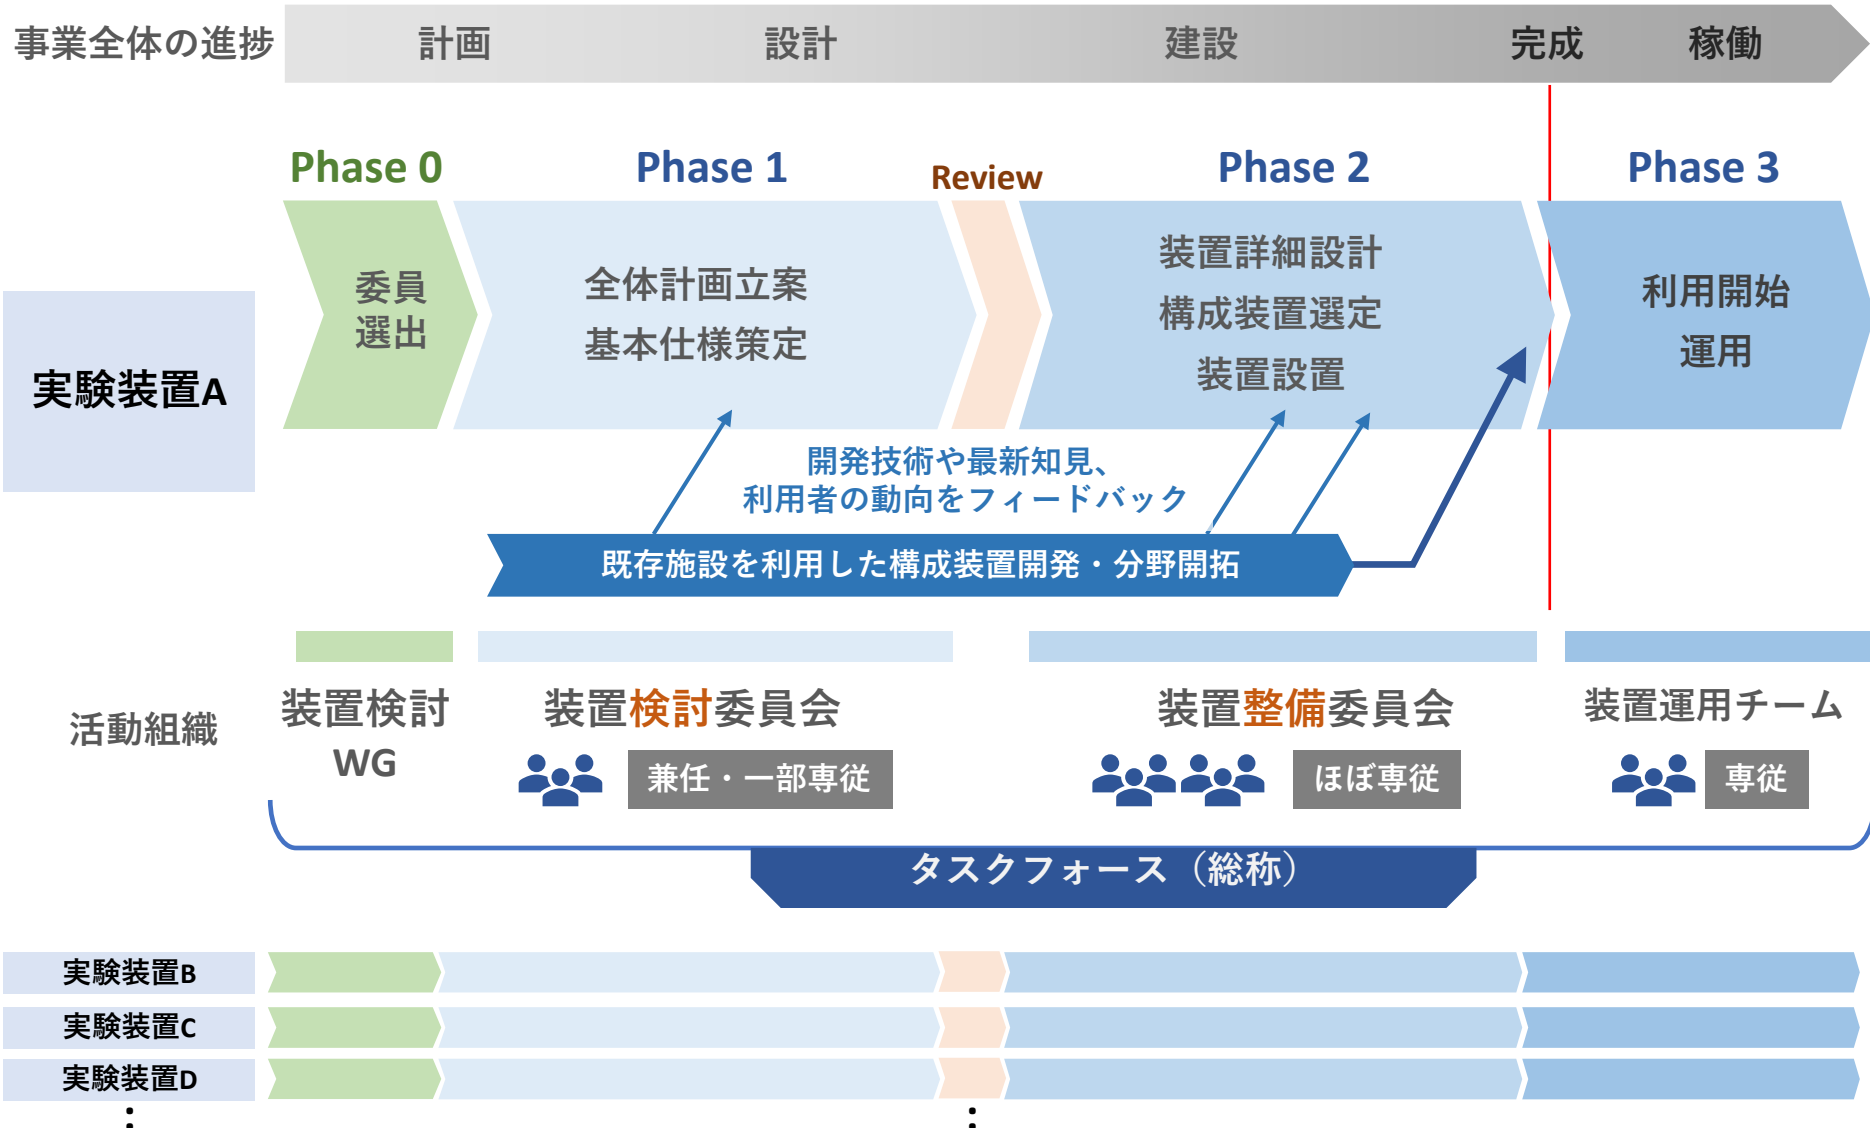 事業全体の進捗
計画
設計
建設
完成
稼働
Phase 0
Phase 1
Review
Phase 2
Phase 3
実験装置A
委員
選出
全体計画立案
基本仕様策定
装置詳細設計
構成装置選定
装置設置
利用開始
運用
開発技術や最新知見、
利用者の動向をフィードバック
既存施設を利用した構成装置開発・分野開拓
活動組織
装置検討
WG
装置検討委員会
兼任・一部専従
装置整備委員会
ほぼ専従
装置運用チーム
専従
タスクフォース（総称）
実験装置B
実験装置C
実験装置D